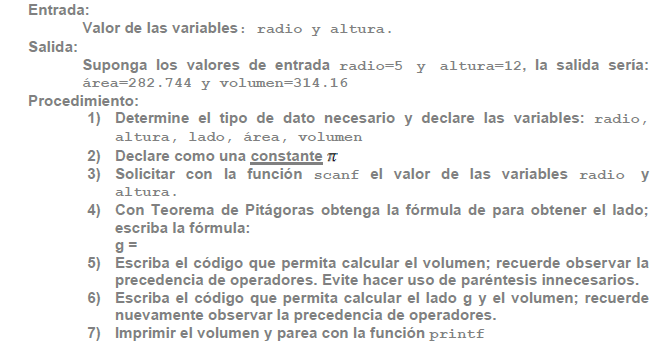 Entrada:
Valor de las variables: radio y altura.
Salida:
Suponga los valores de entrada radio=5 y altura=12, la salida sería:
área=282.744 y volumen=314.16
Procedimiento:
1) Determine el tipo de dato necesario y declare las variables: radio,
altura, lado, área, volumen
2) Declare como una constante π
3) Solicitar con la función scanf el valor de las variables radio y
altura.
4) Con Teorema de Pitágoras obtenga la fórmula de para obtener el lado;
escriba la fórmula:
g =
5) Escriba el código que permita calcular el volumen; recuerde observar la
precedencia de operadores. Evite hacer uso de paréntesis innecesarios.
6) Escriba el código que permita calcular el lado g y el volumen; recuerde
nuevamente observar la precedencia de operadores.
7) Imprimir el volumen y parea con la función printf